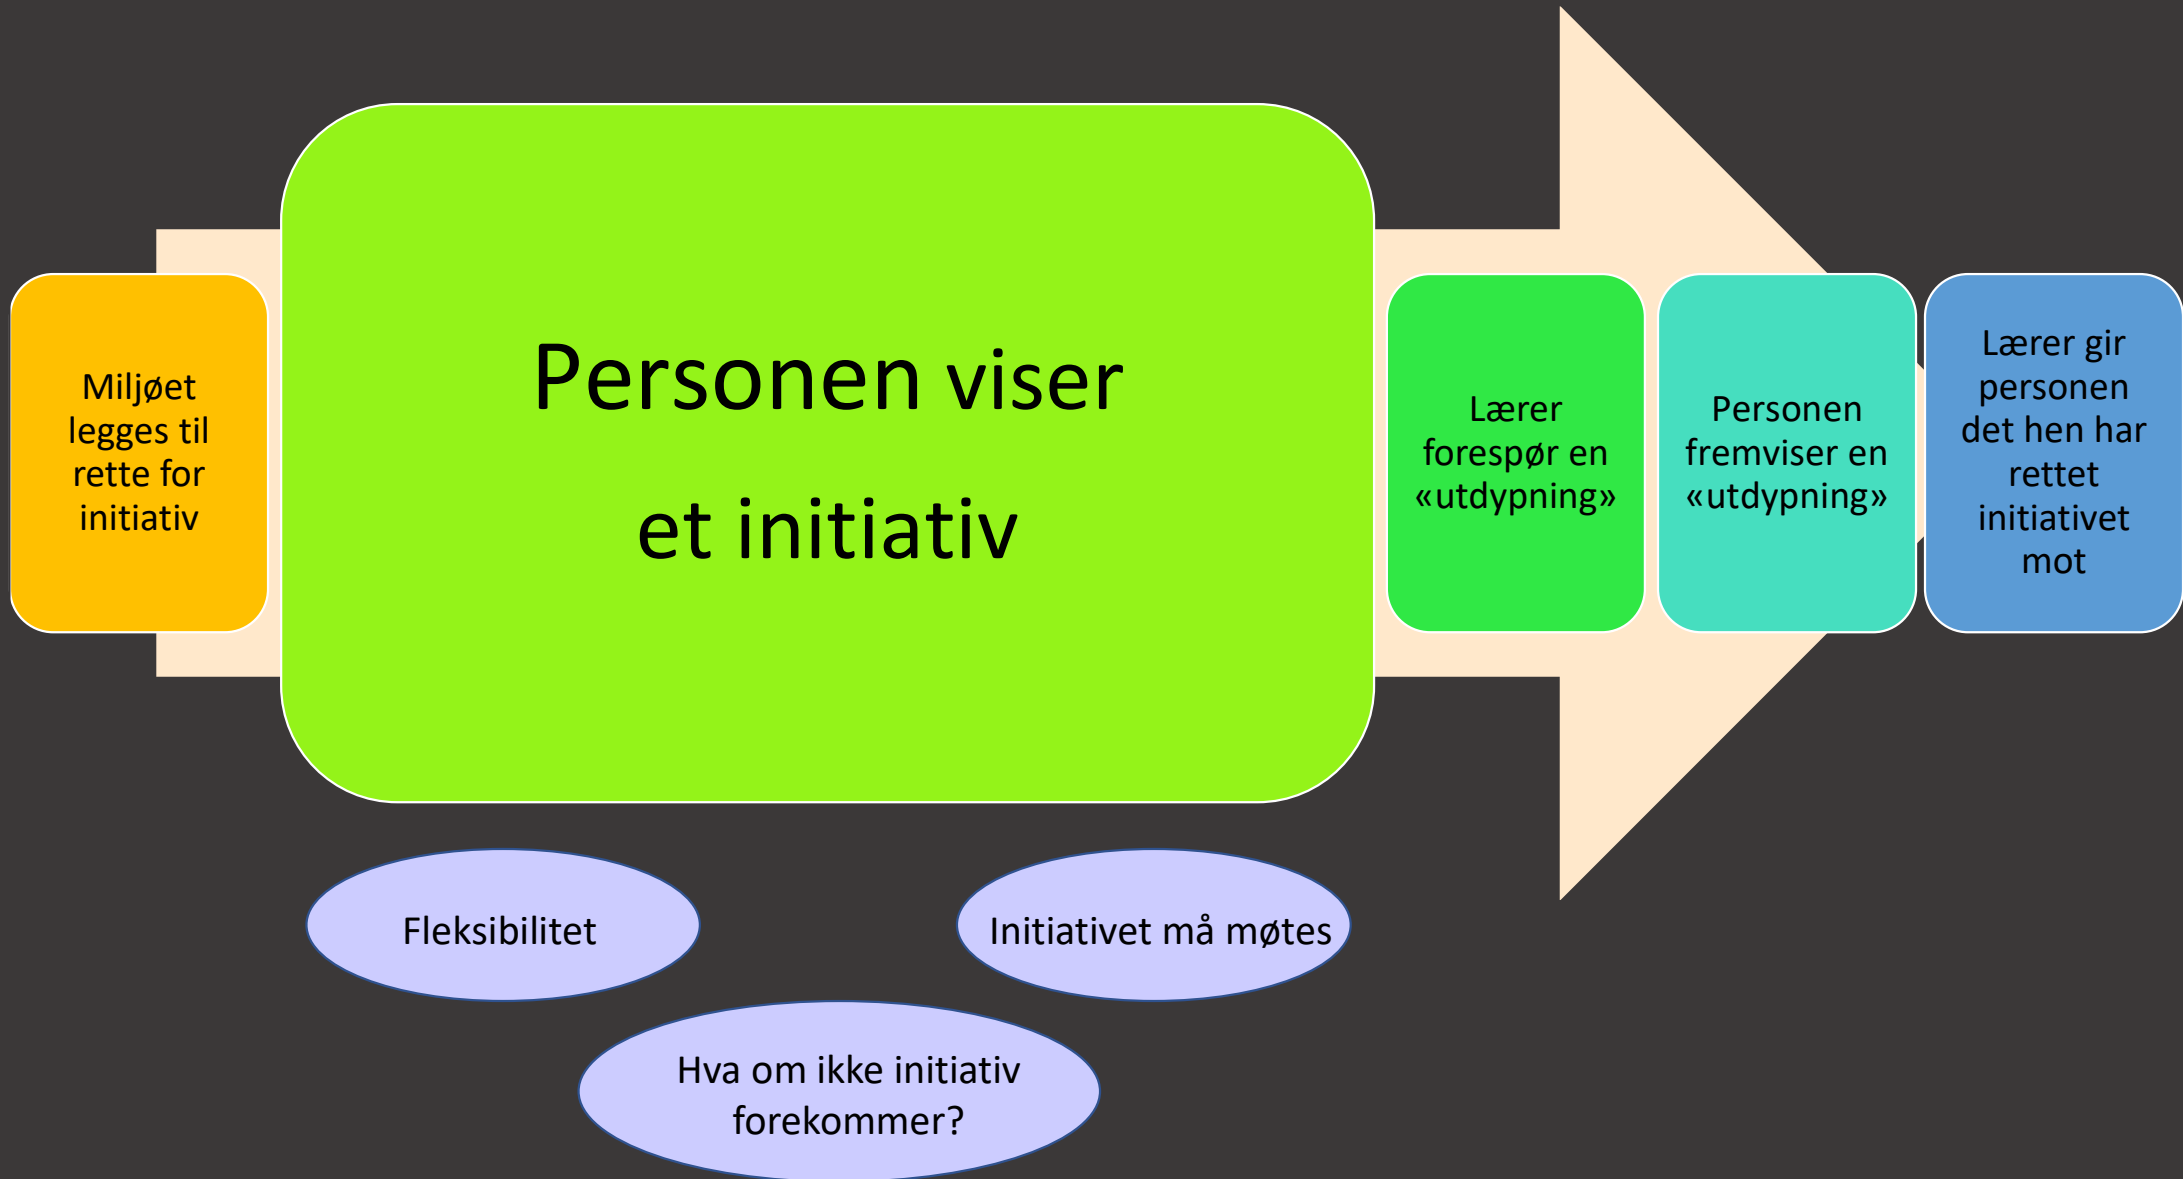 Miljøet
legges til
rette for
initiativ
Personen viser
et initiativ
Lærer
forespør en
«utdypning»
Personen
fremviser en
«utdypning»
Lærer gir
personen
det hen har
rettet
initiativet
mot
Fleksibilitet
Initiativet må møtes
Hva om ikke initiativ
forekommer?